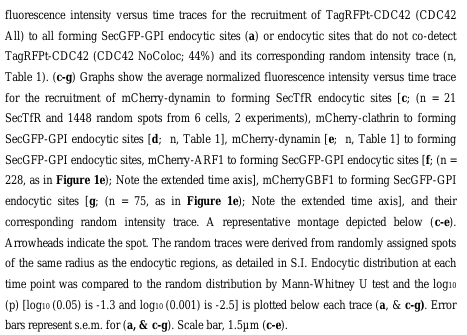 fluorescence intensity versus time traces for the recruitment of TagRFPt-CDC42 (CDC42
All) to all forming SecGFP-GPI endocytic sites (a) or endocytic sites that do not co-detect
TagRFPt-CDC42 (CDC42 NoColoc; 44%) and its corresponding random intensity trace (n,
Table 1). (c-g) Graphs show the average normalized fluorescence intensity versus time trace
for the recruitment of mCherry-dynamin to forming SecTfR endocytic sites [c; (n = 21
SecTfR and 1448 random spots from 6 cells, 2 experiments), mCherry-clathrin to forming
SecGFP-GPI endocytic sites [d; n, Table 1], mCherry-dynamin [e; n, Table 1] to forming
SecGFP-GPI endocytic sites, mCherry-ARF1 to forming SecGFP-GPI endocytic sites [f; (n =
228, as in Figure 1e); Note the extended time axis], mCherryGBF1 to forming SecGFP-GPI
endocytic sites [g; (n = 75, as in Figure 1e); Note the extended time axis], and their
corresponding random intensity trace. A representative montage depicted below (c-e).
Arrowheads indicate the spot. The random traces were derived from randomly assigned spots
of the same radius as the endocytic regions, as detailed in S.I. Endocytic distribution at each
time point was compared to the random distribution by Mann-Whitney U test and the log10
(p) [log10 (0.05) is -1.3 and log10 (0.001) is -2.5] is plotted below each trace (a, & c-g). Error
bars represent s.e.m. for (a, & c-g). Scale bar, 1.5µm (c-e).